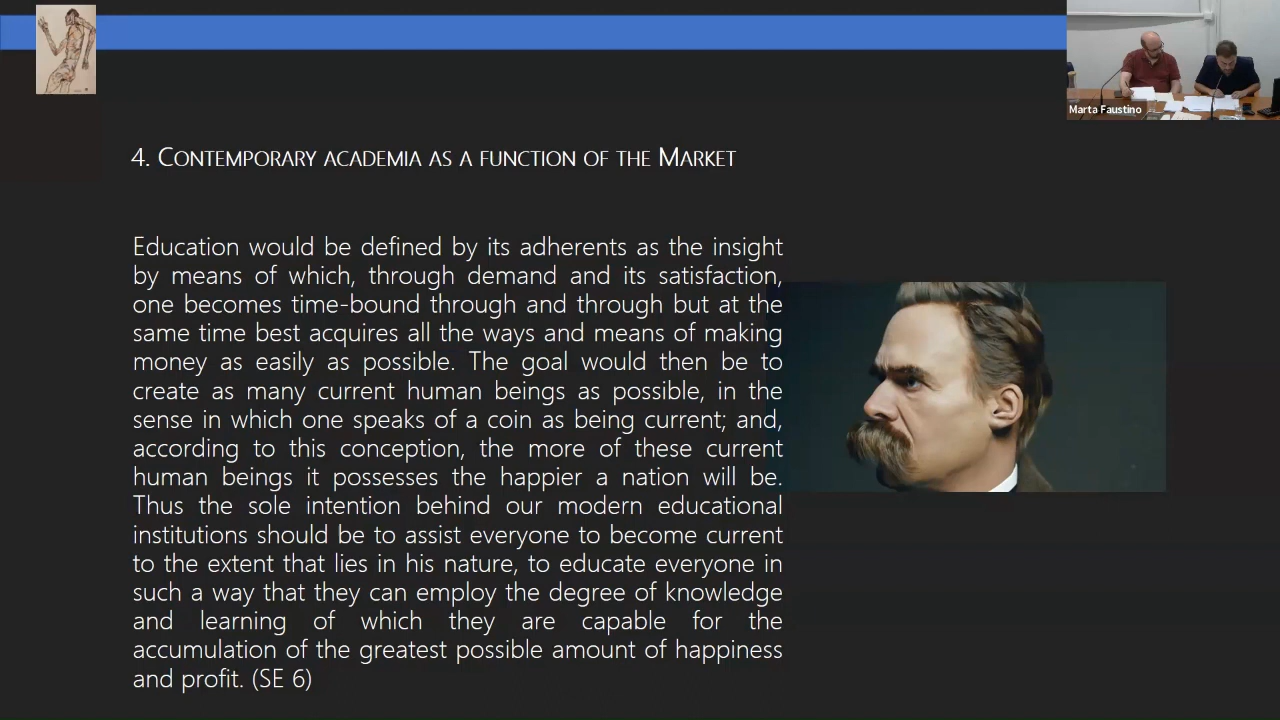 Marta Faustino
4. Contemporary academia as a function of the Market
Education would be defined by its adherents as the insight
by means of which, through demand and its satisfaction,
one becomes time-bound through and through but at the
same time best acquires all the ways and means of making
money as easily as possible. The goal would then be to
create as many current human beings as possible, in the
sense in which one speaks of a coin as being current; and,
according to this conception, the more of these current
human beings it possesses the happier a nation will be.
Thus the sole intention behind our modern educational
institutions should be to assist everyone to become current
to the extent that lies in his nature, to educate everyone in
such a way that they can employ the degree of knowledge
and learning of which they are capable for the
accumulation of the greatest possible amount of happiness
and profit. (SE 6)